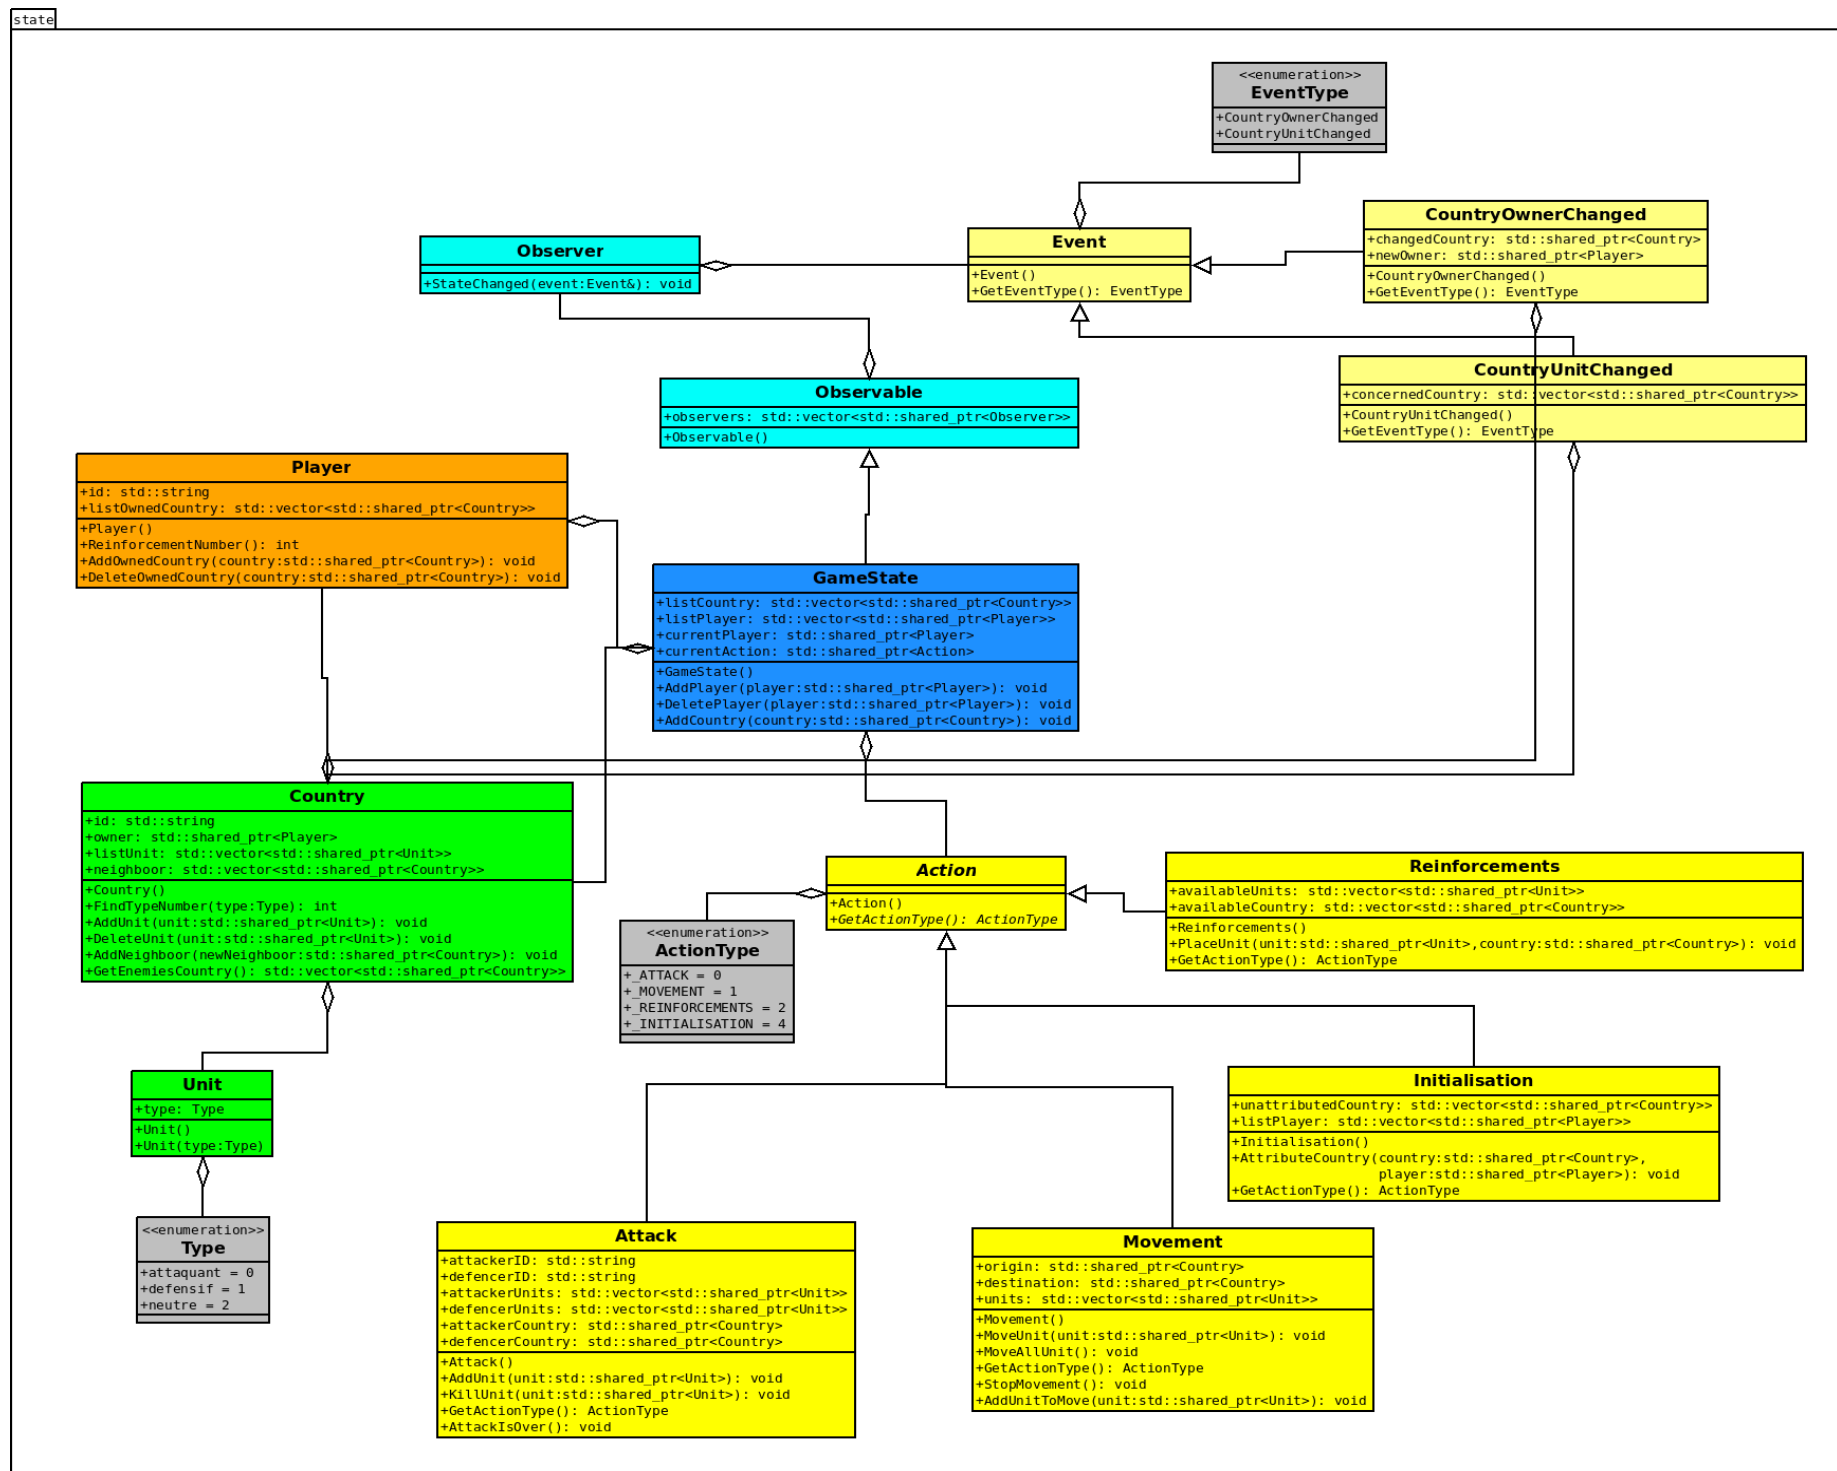 state
<<enumeration>>
EventType
+CountryOwnerChanged
+CountryUnitChanged
CountryOwnerChanged
+changedCountry: std::shared_ptr<Country>
+newOwner: std::shared_ptr<Player>
+CountryOwnerChanged()
+GetEventType(): EventType
Event
+Event()
+GetEventType(): EventType
Observer
+StateChanged(event:Event&): void
CountryUnitChanged
+concernedCountry: std::vector<std::shared_ptr<Country>>
+CountryUnitChanged()
+GetEventType(): EventType
Observable
+observers: std::vector<std::shared_ptr<Observer>>
+Observable()
Player
+id: std::string
+listOwnedCountry: std::vector<std::shared_ptr<Country>>
+Player()
+ReinforcementNumber(): int
+AddOwnedCountry(country:std::shared_ptr<Country>): void
+DeleteOwnedCountry(country:std::shared_ptr<Country>): void
GameState
+listCountry: std::vector<std::shared_ptr<Country>>
+listPlayer: std::vector<std::shared_ptr<Player>>
+currentPlayer: std::shared_ptr<Player>
+currentAction: std::shared_ptr<Action>
+GameState()
+AddPlayer(player:std::shared_ptr<Player>): void
+DeletePlayer(player:std::shared_ptr<Player>): void
+AddCountry(country:std::shared_ptr<Country>): void
Country
+id: std::string
+owner: std::shared_ptr<Player>
+listUnit: std::vector<std::shared_ptr<Unit>>
+neighboor: std::vector<std::shared_ptr<Country>>
+Country()
+FindTypeNumber(type:Type): int
+AddUnit(unit:std::shared_ptr<Unit>): void
+DeleteUnit(unit:std::shared_ptr<Unit>): void
+AddNeighboor(newNeighboor:std::shared_ptr<Country>): void
+GetEnemiesCountry(): std::vector<std::shared_ptr<Country>>
Action
+Action()
+GetActionType(): ActionType
Reinforcements
+availableUnits: std::vector<std::shared_ptr<Unit>>
+availableCountry: std::vector<std::shared_ptr<Country>>
+Reinforcements()
+PlaceUnit(unit:std::shared_ptr<Unit>,country:std::shared_ptr<Country>): void
+GetActionType(): ActionType
<<enumeration>>
ActionType
+_ATTACK = 0
+_MOVEMENT = 1
+_REINFORCEMENTS = 2
+_INITIALISATION = 4
Unit
+type: Type
+Unit()
+Unit(type:Type)
Initialisation
+unattributedCountry: std::vector<std::shared_ptr<Country>>
+listPlayer: std::vector<std::shared_ptr<Player>>
+Initialisation()
+AttributeCountry(country:std::shared_ptr<Country>,
player:std::shared_ptr<Player>): void
+GetActionType(): ActionType
<<enumeration>>
Type
+attaquant = 0
+defensif = 1
+neutre = 2
Attack
+attackerID: std::string
+defencerID: std::string
+attackerUnits: std::vector<std::shared_ptr<Unit>>
+defencerUnits: std::vector<std::shared_ptr<Unit>>
+attackerCountry: std::shared_ptr<Country>
+defencerCountry: std::shared_ptr<Country>
+Attack()
+AddUnit(unit:std::shared_ptr<Unit>): void
+KillUnit(unit:std::shared_ptr<Unit>): void
+GetActionType(): ActionType
+AttackIsOver(): void
Movement
+origin: std::shared_ptr<Country>
+destination: std::shared_ptr<Country>
+units: std::vector<std::shared_ptr<Unit>>
+Movement()
+MoveUnit(unit:std::shared_ptr<Unit>): void
+MoveAllUnit(): void
+GetActionType(): ActionType
+StopMovement(): void
+AddUnitToMove(unit:std::shared_ptr<Unit>): void